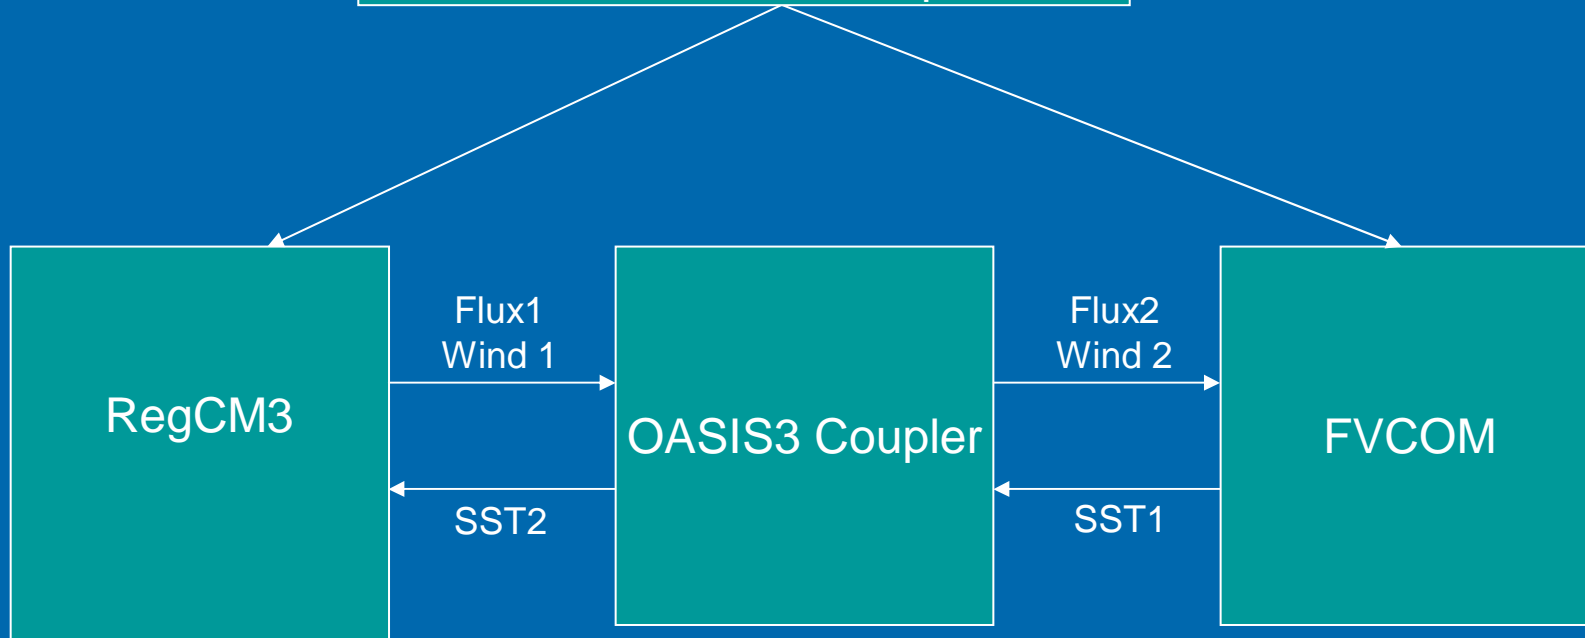 Flux1
Wind 1
Flux2
Wind 2
RegCM3
OASIS3 Coupler
FVCOM
SST2
SST1